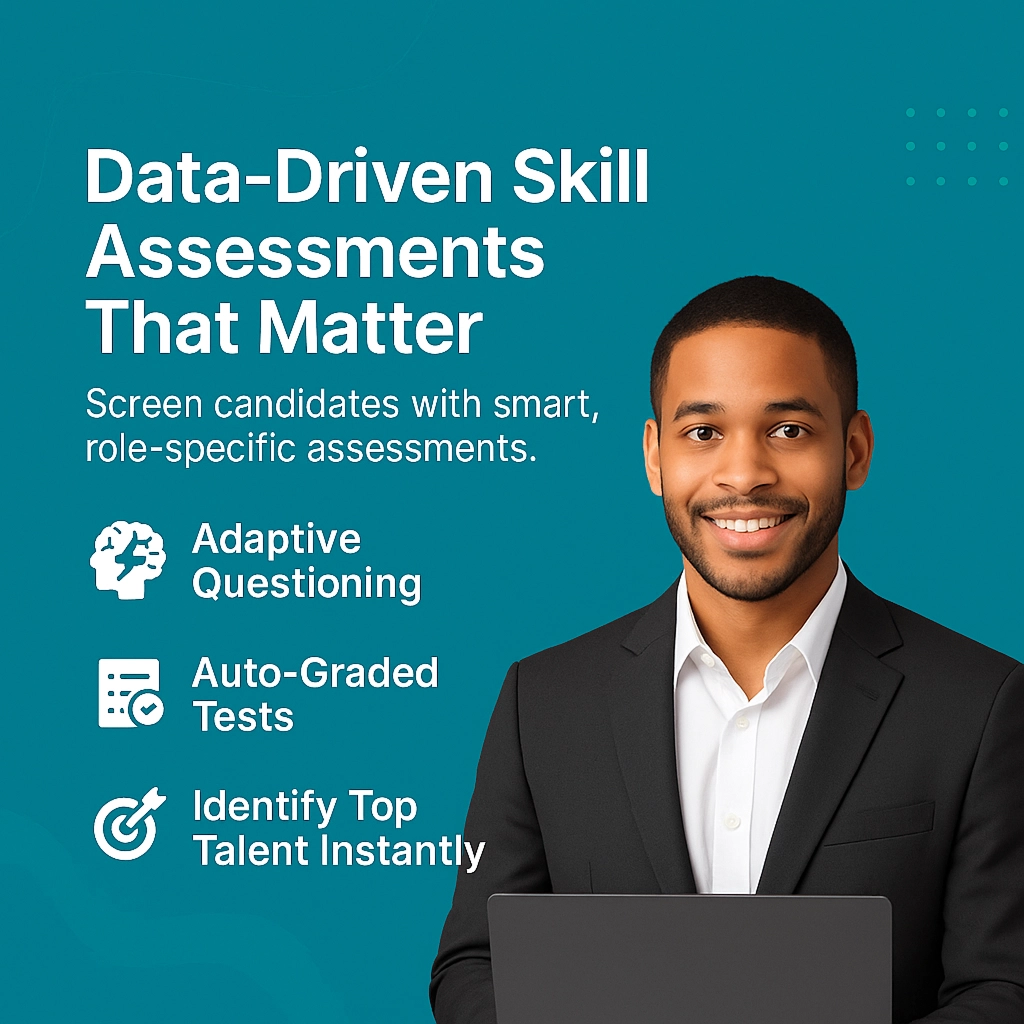 Data-Driven Skill
Assessments
That Matter
Screen candidates with smart,
role-specific assessments.
Adaptive
Questioning
Auto-Graded
Tests
Identify Top
Talent Instantly